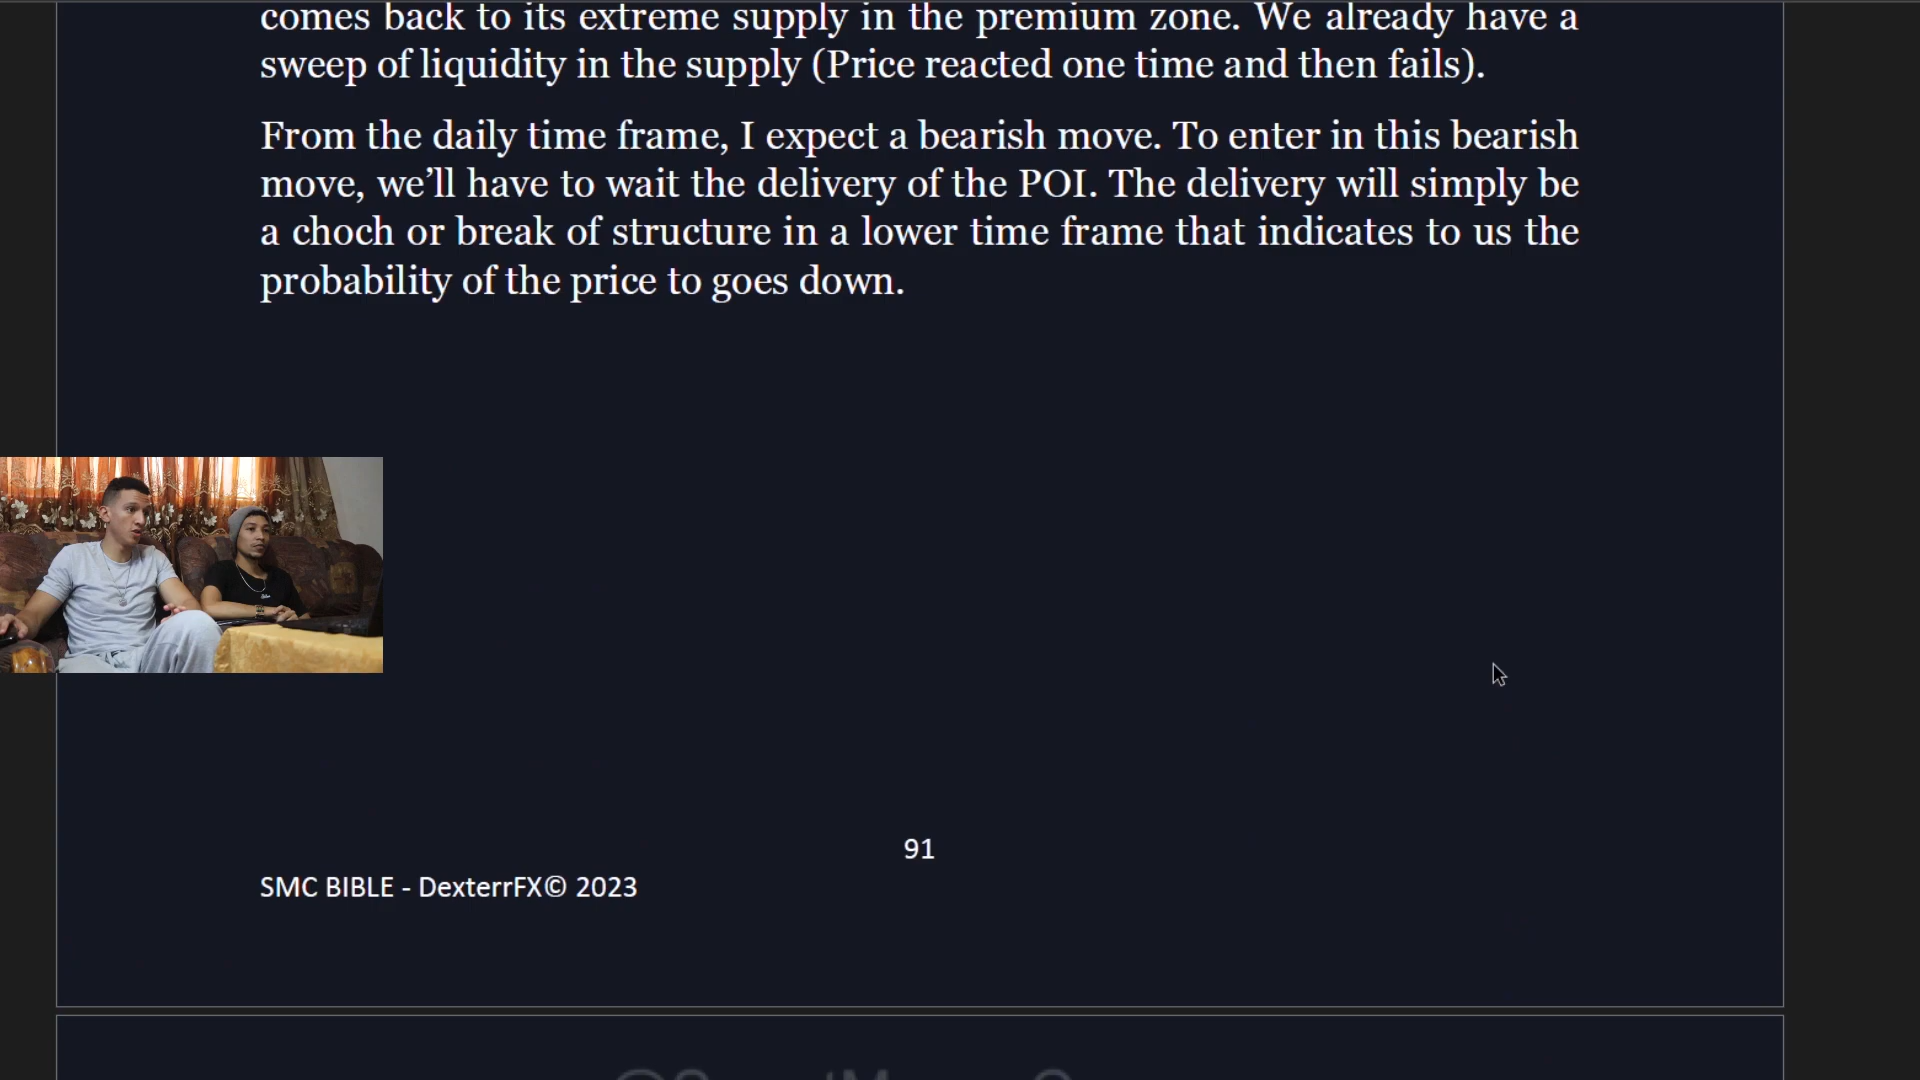 comes back to its extreme supply in the premium zone. We already have a
sweep of liquidity in the supply (Price reacted one time and then fails).
From the daily time frame, I expect a bearish move. To enter in this bearish
move, we’ll have to wait the delivery of the POI. The delivery will simply be
a choch or break of structure in a lower time frame that indicates to us the
probability of the price to goes down.
91
SMC BIBLE - DexterrFX© 2023